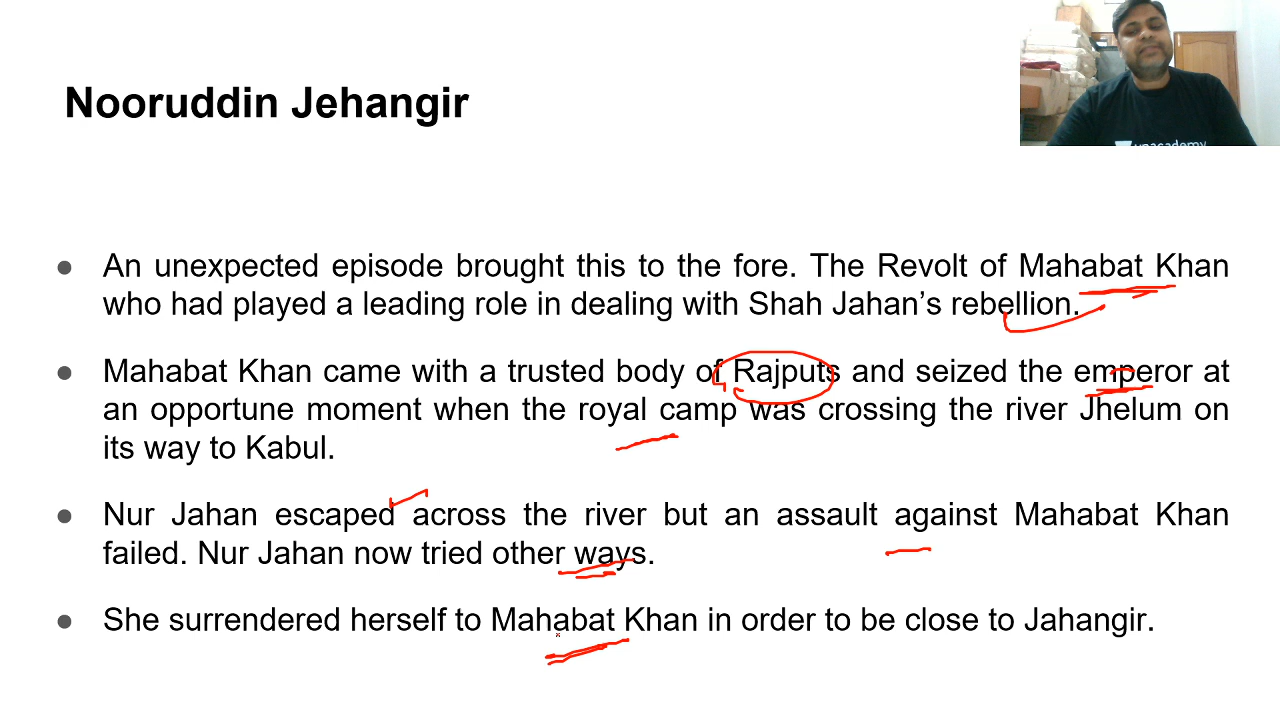 Nooruddin Jehangir
● An unexpected episode brought this to the fore. The Revolt of Mahabat Khan
who had played a leading role in dealing with Shah Jahan’s rebellion.
● Mahabat Khan came with a trusted body of Rajputs and seized the emperor at
an opportune moment when the royal camp was crossing the river Jhelum on
its way to Kabul.
● Nur Jahan escaped across the river but an assault against Mahabat Khan
failed. Nur Jahan now tried other ways.
● She surrendered herself to Mahabat Khan in order to be close to Jahangir.